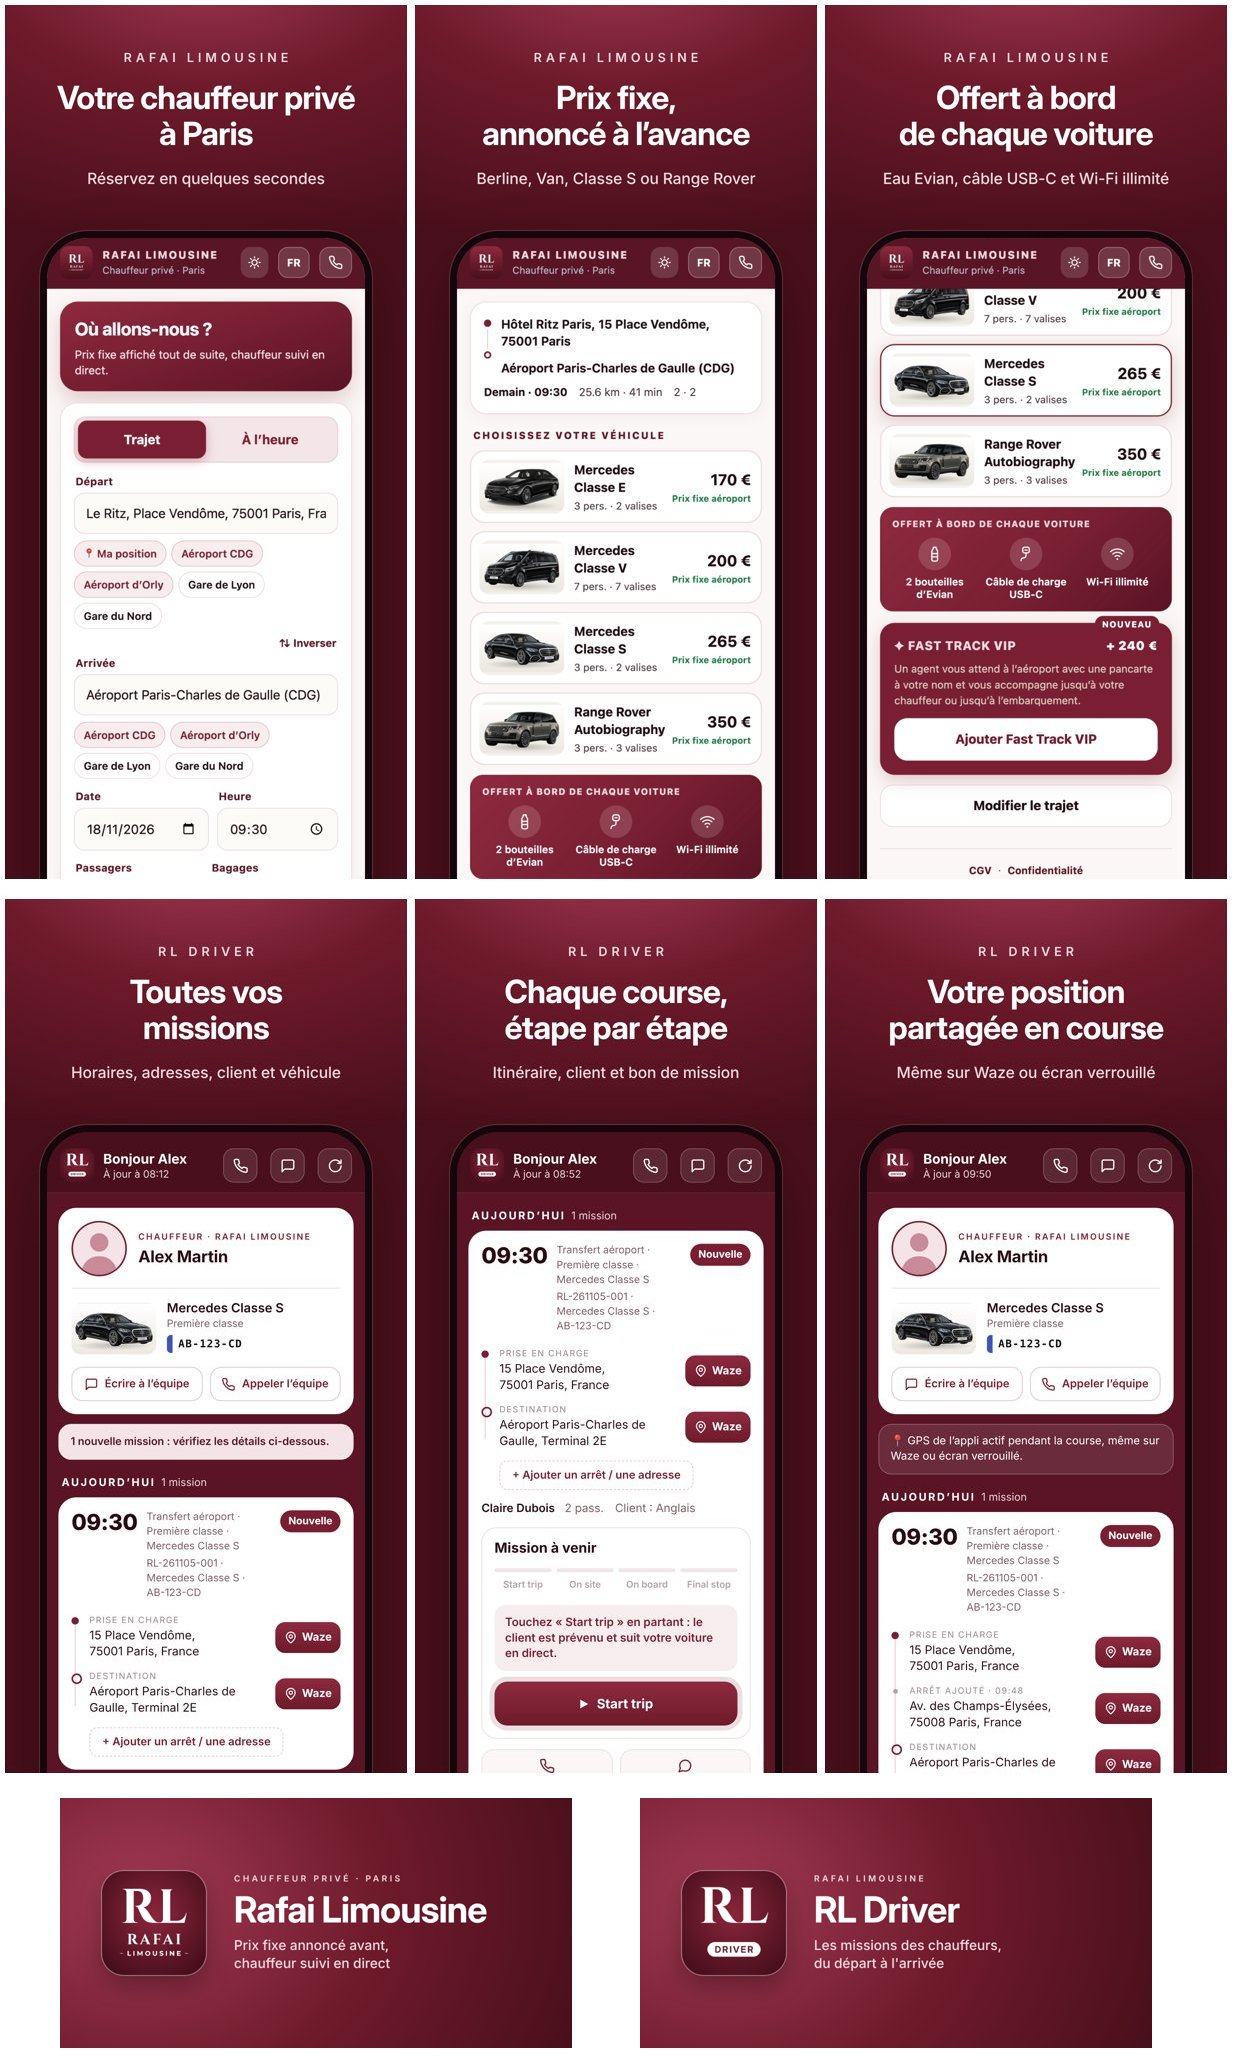 RAFAI LIMOUSINE
Votre chauffeur privé
à Paris
Réservez en quelques secondes
RL
RAFAI
RAFAI LIMOUSINE
Chauffeur privé · Paris
FR
Où allons-nous ?
Prix fixe affiché tout de suite, chauffeur suivi en
direct.
Trajet
À l'heure
Départ
Le Ritz, Place Vendôme, 75001 Paris, Fra
Ma position
Aéroport CDG
Aéroport d'Orly
Gare de Lyon
Gare du Nord
Inverser
Arrivée
Aéroport Paris-Charles de Gaulle (CDG)
Aéroport CDG
Aéroport d'Orly
Gare de Lyon
Gare du Nord
Date
Heure
18/11/2026
09:30
Passagers
Bagages
RAFAI LIMOUSINE
Prix fixe,
annoncé à l'avance
Berline, Van, Classe S ou Range Rover
RL
RAFAI
RAFAI LIMOUSINE
Chauffeur privé · Paris
FR
Hôtel Ritz Paris, 15 Place Vendôme,
75001 Paris
Aéroport Paris-Charles de Gaulle (CDG)
Demain · 09:30 25.6 km · 41 min 2 · 2
CHOISISSEZ VOTRE VÉHICULE
Mercedes
Classe E
3 pers. · 2 valises
170 €
Prix fixe aéroport
Mercedes
Classe V
7 pers. · 7 valises
200 €
Prix fixe aéroport
Mercedes
Classe S
3 pers. · 2 valises
265 €
Prix fixe aéroport
Range Rover
Autobiography
3 pers. · 3 valises
350 €
Prix fixe aéroport
OFFERT À BORD DE CHAQUE VOITURE
2 bouteilles
d'Evian
Câble de charge
USB-C
Wi-Fi illimité
RAFAI LIMOUSINE
Offert à bord
de chaque voiture
Eau Evian, câble USB-C et Wi-Fi illimité
RL
RAFAI
RAFAI LIMOUSINE
Chauffeur privé · Paris
FR
Classe V
7 pers. · 7 valises
200 €
Prix fixe aéroport
Mercedes
Classe S
3 pers. · 2 valises
265 €
Prix fixe aéroport
Range Rover
Autobiography
3 pers. · 3 valises
350 €
Prix fixe aéroport
OFFERT À BORD DE CHAQUE VOITURE
2 bouteilles
d'Evian
Câble de charge
USB-C
Wi-Fi illimité
NOUVEAU
✦ FAST TRACK VIP
+ 240 €
Un agent vous attend à l'aéroport avec une pancarte
à votre nom et vous accompagne jusqu'à votre
chauffeur ou jusqu'à l'embarquement.
Ajouter Fast Track VIP
Modifier le trajet
CGV · Confidentialité
RL DRIVER
Toutes vos
missions
Horaires, adresses, client et véhicule
RL
DRIVER
Bonjour Alex
À jour à 08:12
CHAUFFEUR · RAFAI LIMOUSINE
Alex Martin
Mercedes Classe S
Première classe
AB-123-CD
Écrire à l'équipe
Appeler l'équipe
1 nouvelle mission : vérifiez les détails ci-dessous.
AUJOURD'HUI 1 mission
09:30
Transfert aéroport ·
Première classe ·
Mercedes Classe S
RL-261105-001 ·
Mercedes Classe S ·
AB-123-CD
Nouvelle
PRISE EN CHARGE
15 Place Vendôme,
75001 Paris, France
Waze
DESTINATION
Aéroport Paris-Charles de
Gaulle, Terminal 2E
Waze
+ Ajouter un arrêt / une adresse
RL DRIVER
Chaque course,
étape par étape
Itinéraire, client et bon de mission
RL
DRIVER
Bonjour Alex
À jour à 08:52
AUJOURD'HUI 1 mission
09:30
Transfert aéroport ·
Première classe ·
Mercedes Classe S
RL-261105-001 ·
Mercedes Classe S ·
AB-123-CD
Nouvelle
PRISE EN CHARGE
15 Place Vendôme,
75001 Paris, France
Waze
DESTINATION
Aéroport Paris-Charles de
Gaulle, Terminal 2E
Waze
+ Ajouter un arrêt / une adresse
Claire Dubois 2 pass. Client : Anglais
Mission à venir
Start trip
On site
On board
Final stop
Touchez « Start trip » en partant : le
client est prévenu et suit votre voiture
en direct.
Start trip
RL DRIVER
Votre position
partagée en course
Même sur Waze ou écran verrouillé
RL
DRIVER
Bonjour Alex
À jour à 09:50
CHAUFFEUR · RAFAI LIMOUSINE
Alex Martin
Mercedes Classe S
Première classe
AB-123-CD
Écrire à l'équipe
Appeler l'équipe
GPS de l'appli actif pendant la course, même sur
Waze ou écran verrouillé.
AUJOURD'HUI 1 mission
09:30
Transfert aéroport ·
Première classe ·
Mercedes Classe S
RL-261105-001 ·
Mercedes Classe S ·
AB-123-CD
Nouvelle
PRISE EN CHARGE
15 Place Vendôme,
75001 Paris, France
Waze
ARRÊT AJOUTÉ · 09:48
Av. des Champs-Élysées,
75008 Paris, France
Waze
DESTINATION
Aéroport Paris-Charles de
Waze
RL
RAFAI
- LIMOUSINE -
CHAUFFEUR PRIVÉ · PARIS
Rafai Limousine
Prix fixe annoncé avant,
chauffeur suivi en direct
RL
DRIVER
RAFAI LIMOUSINE
RL Driver
Les missions des chauffeurs,
du départ à l'arrivée